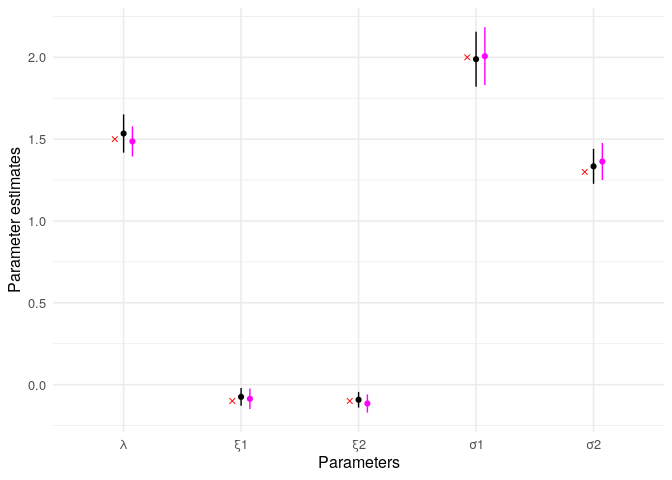 2.0
1.5
1.0
0.5
0.0
Parameter estimates
λ
ξ1
ξ2
σ1
σ2
Parameters